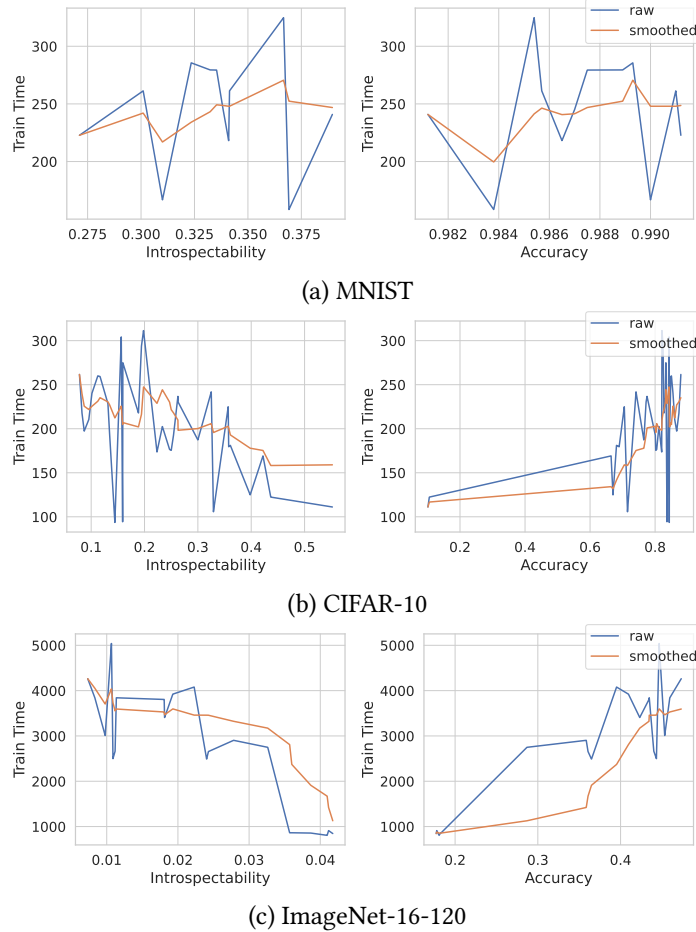 raw
smoothed
Train Time
300
250
200
0.275 0.300 0.325 0.350 0.375
Introspectability
Train Time
300
250
200
0.982 0.984 0.986 0.988 0.990
Accuracy
(a) MNIST
raw
smoothed
Train Time
300
250
200
150
100
0.1 0.2 0.3 0.4 0.5
Introspectability
Train Time
300
250
200
150
100
0.2 0.4 0.6 0.8
Accuracy
(b) CIFAR-10
raw
smoothed
Train Time
5000
4000
3000
2000
1000
0.01 0.02 0.03 0.04
Introspectability
Train Time
5000
4000
3000
2000
1000
0.2 0.3 0.4
Accuracy
(c) ImageNet-16-120